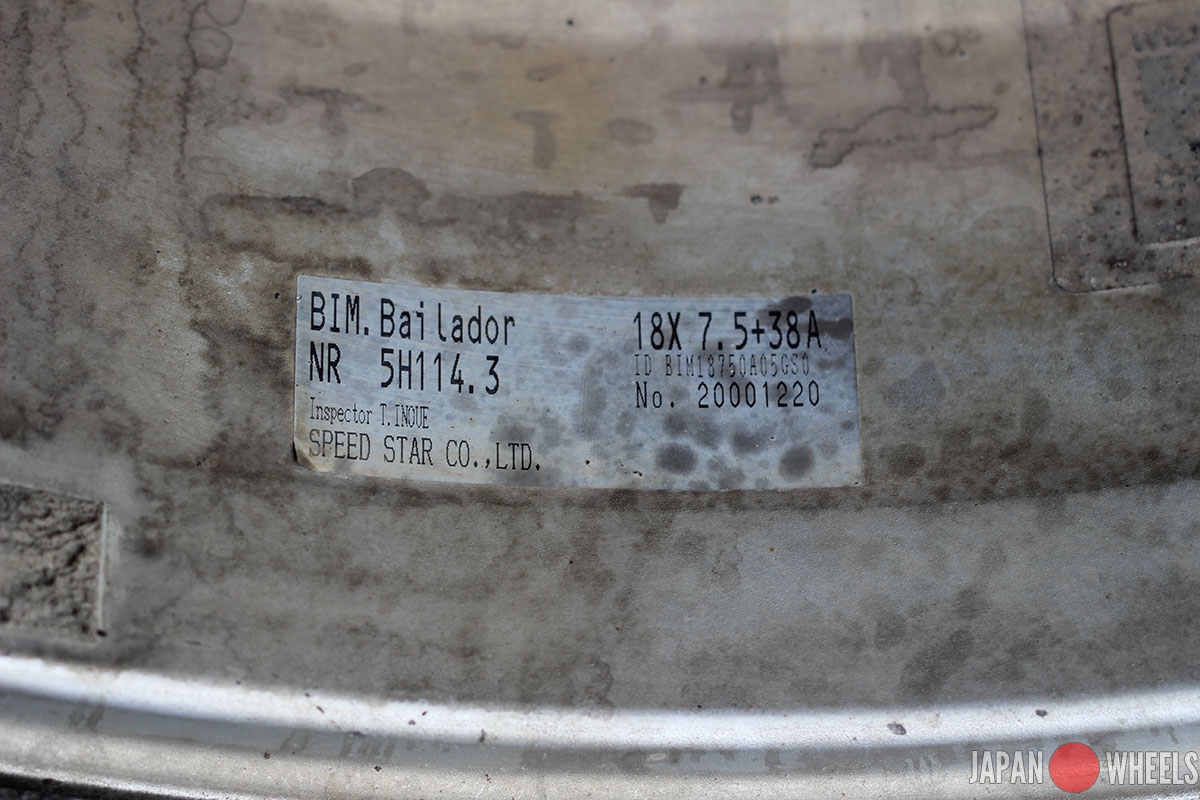 BIM. Bailador
NR 5H114.3
Inspector T.INOUE
SPEED STAR CO.,LTD.
18X 7.5+38A
ID BIM18750A05GS0
No. 20001220
JAPAN WHEELS